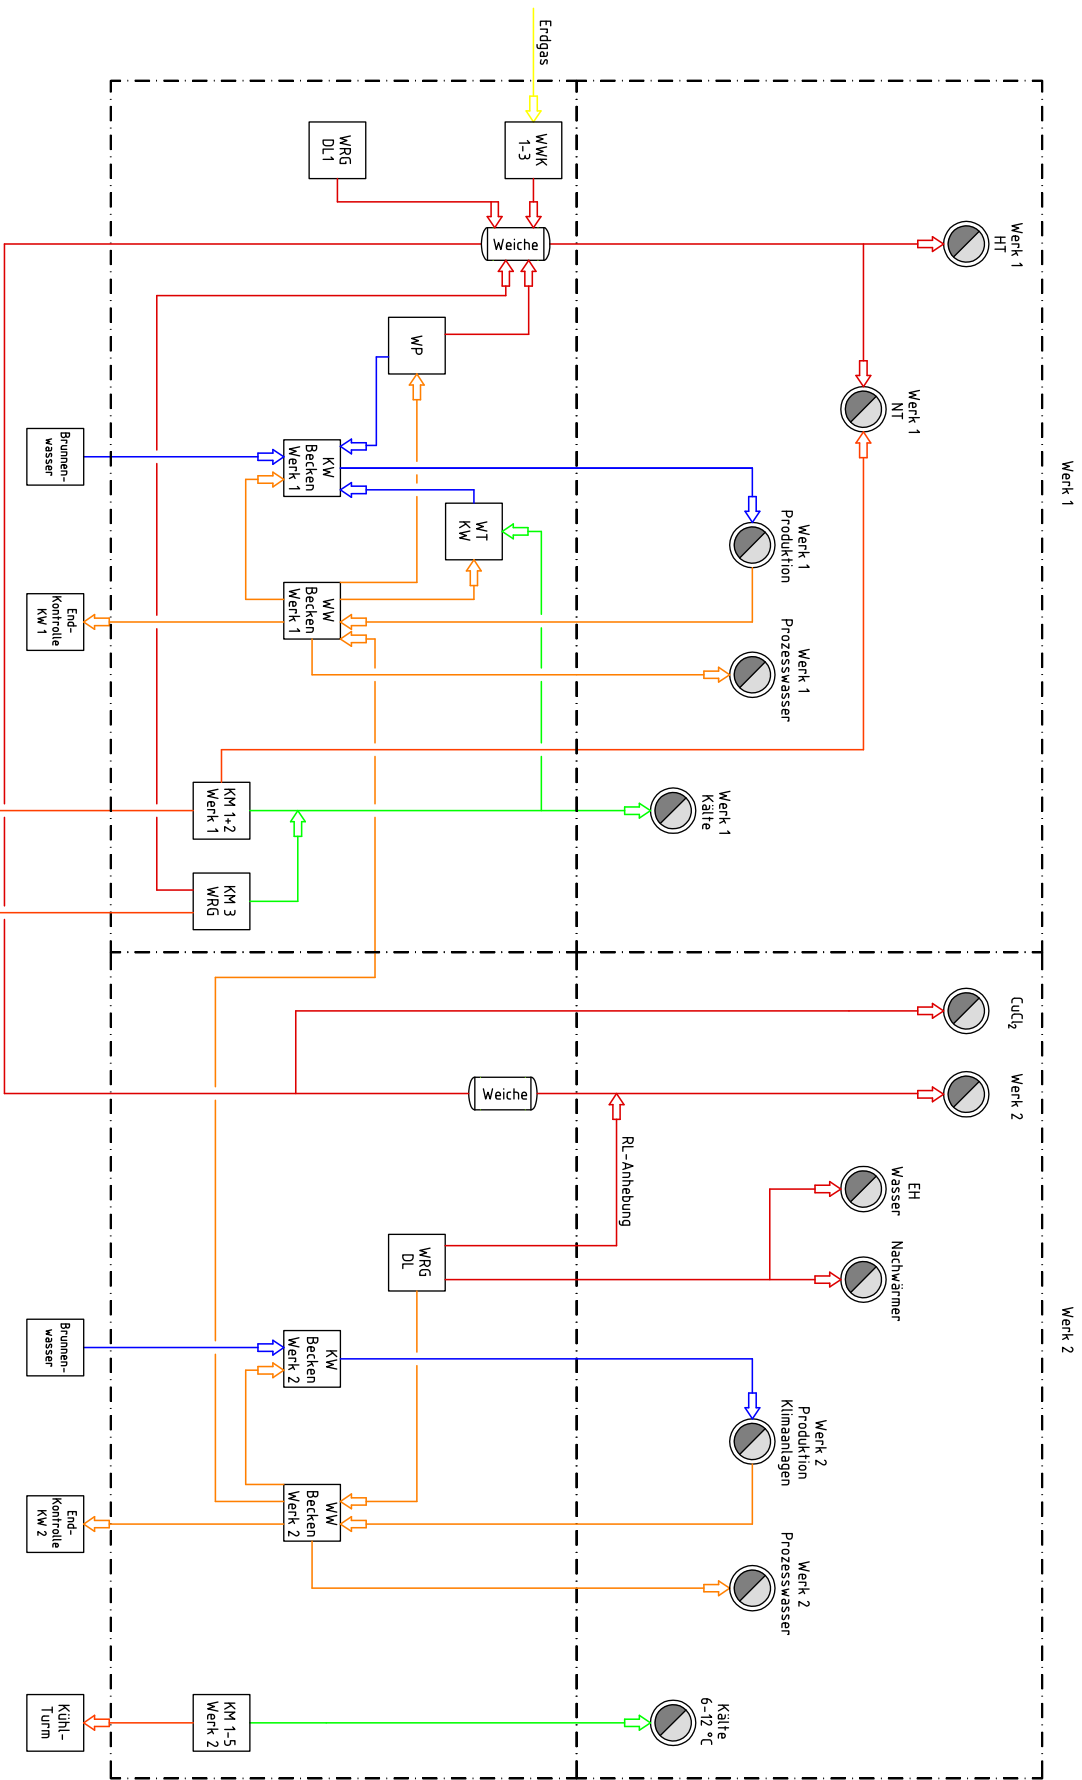 Werk 1
Werk 2
Werk 1
HT
CuCl₂
Werk 2
Werk 1
NT
EH
Wasser
Nachwärmer
Werk 1
Produktion
Werk 1
Prozesswasser
Werk 2
Produktion
Klimaanlagen
Werk 2
Prozesswasser
Werk 1
Kälte
Kälte
6-12 °C
RL-Anhebung
Erdgas
WWK
1-3
Weiche
Weiche
WT
KW
WP
WRG
DL
WRG
DL1
KW
Becken
Werk 1
WW
Becken
Werk 1
KW
Becken
Werk 2
WW
Becken
Werk 2
KM 1+2
Werk 1
KM 3
WRG
KM 1-5
Werk 2
Brunnen-
wasser
End-
Kontrolle
KW 1
Brunnen-
wasser
End-
Kontrolle
KW 2
Kühl-
Turm